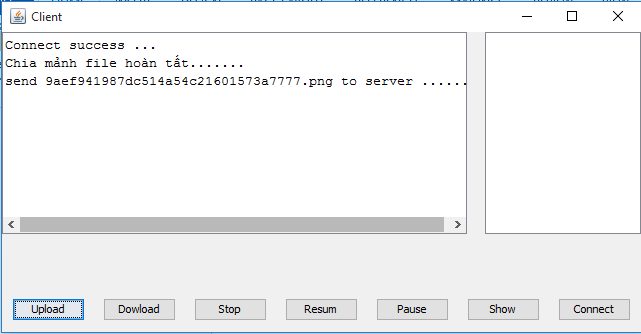 Client
Connect success ...
Chia mảnh file hoàn tất.......
send 9aef941987dc514a54c21601573a7777.png to server ......
Upload
Dowload
Stop
Resum
Pause
Show
Connect